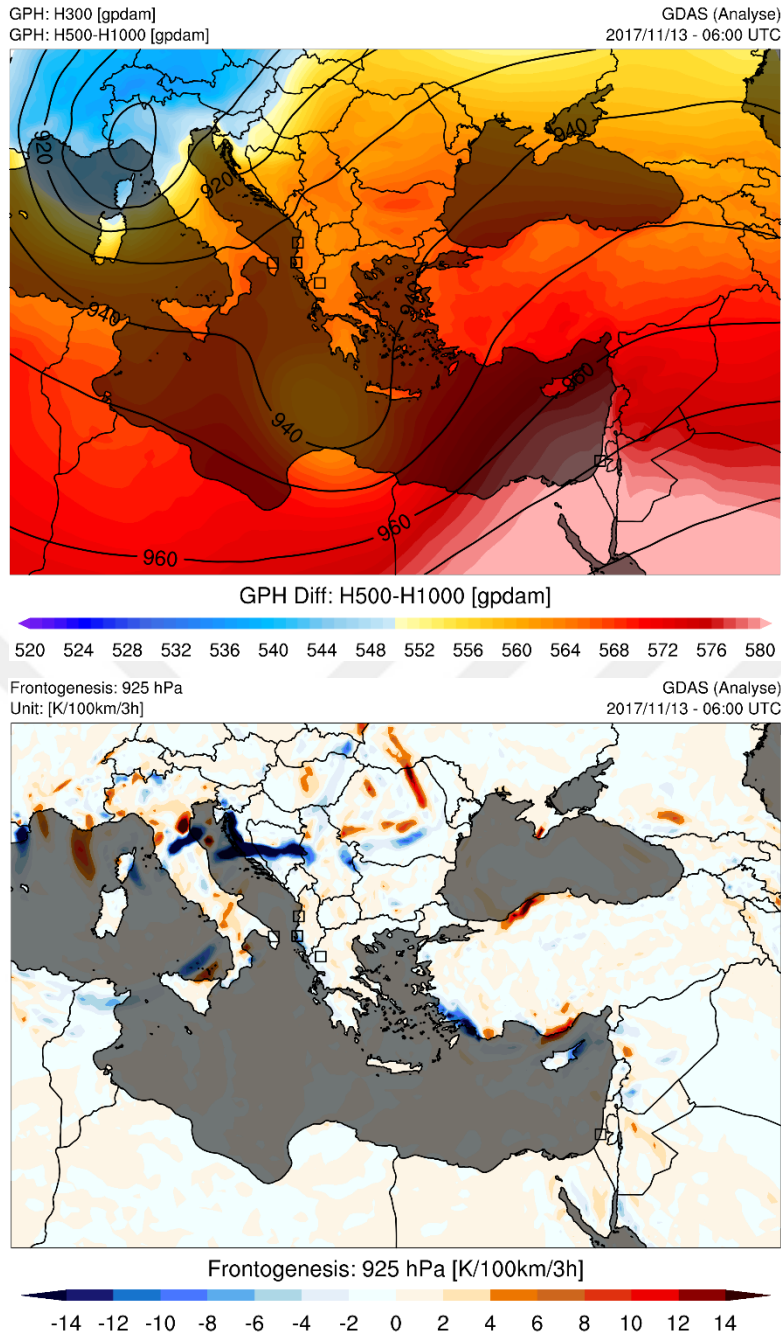 GPH: H300 [gpdam] GDAS (Analyse)
GPH: H500-H1000 [gpdam] 2017/11/13 - 06:00 UTC
920
920
940
940
940
940
960
960
960
GPH Diff: H500-H1000 [gpdam]
520 524 528 532 536 540 544 548 552 556 560 564 568 572 576 580
Frontogenesis: 925 hPa GDAS (Analyse)
Unit: [K/100km/3h] 2017/11/13 - 06:00 UTC
Frontogenesis: 925 hPa [K/100km/3h]
-14 -12 -10 -8 -6 -4 -2 0 2 4 6 8 10 12 14